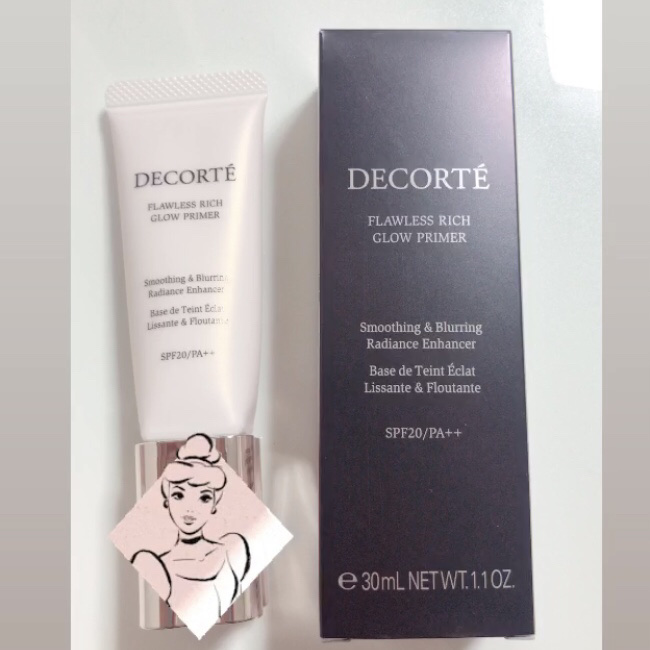 DECORTÉ
FLAWLESS RICH
GLOW PRIMER
Smoothing & Blurring
Radiance Enhancer
Base de Teint Éclat
Lissante & Floutante
SPF20/PA++
DECORTÉ
FLAWLESS RICH
GLOW PRIMER
Smoothing & Blurring
Radiance Enhancer
Base de Teint Éclat
Lissante & Floutante
SPF20/PA++
℮ 30mL NET WT. 1.1 OZ.